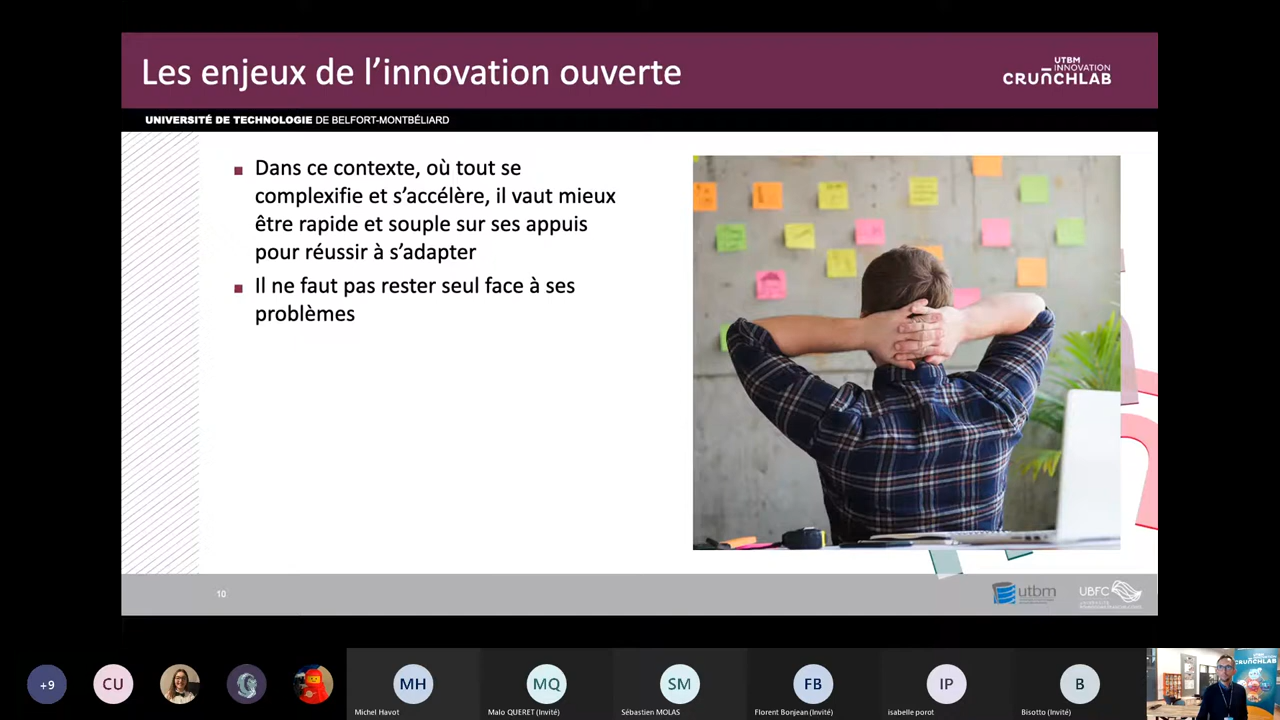 Les enjeux de l’innovation ouverte
UTBM
INNOVATION
CRUNCHLAB
UNIVERSITÉ DE TECHNOLOGIE DE BELFORT-MONTBÉLIARD
Dans ce contexte, où tout se
complexifie et s’accélère, il vaut mieux
être rapide et souple sur ses appuis
pour réussir à s’adapter
Il ne faut pas rester seul face à ses
problèmes
10
utbm
UBFC
+9
CU
MH
MQ
SM
FB
IP
B
Michel Havot
Malo QUERET (Invité)
Sébastien MOLAS
Florent Bonjean (Invité)
isabelle porot
Bisotto (Invité)
CRUNCHLAB